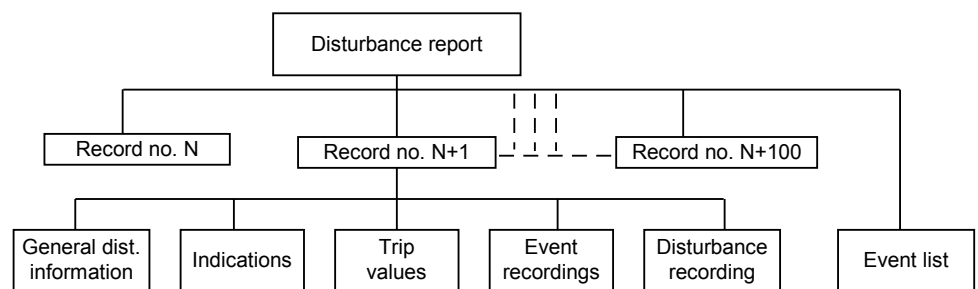 Disturbance report
Record no. N
Record no. N+1
Record no. N+100
General dist.
information
Indications
Trip
values
Event
recordings
Disturbance
recording
Event list